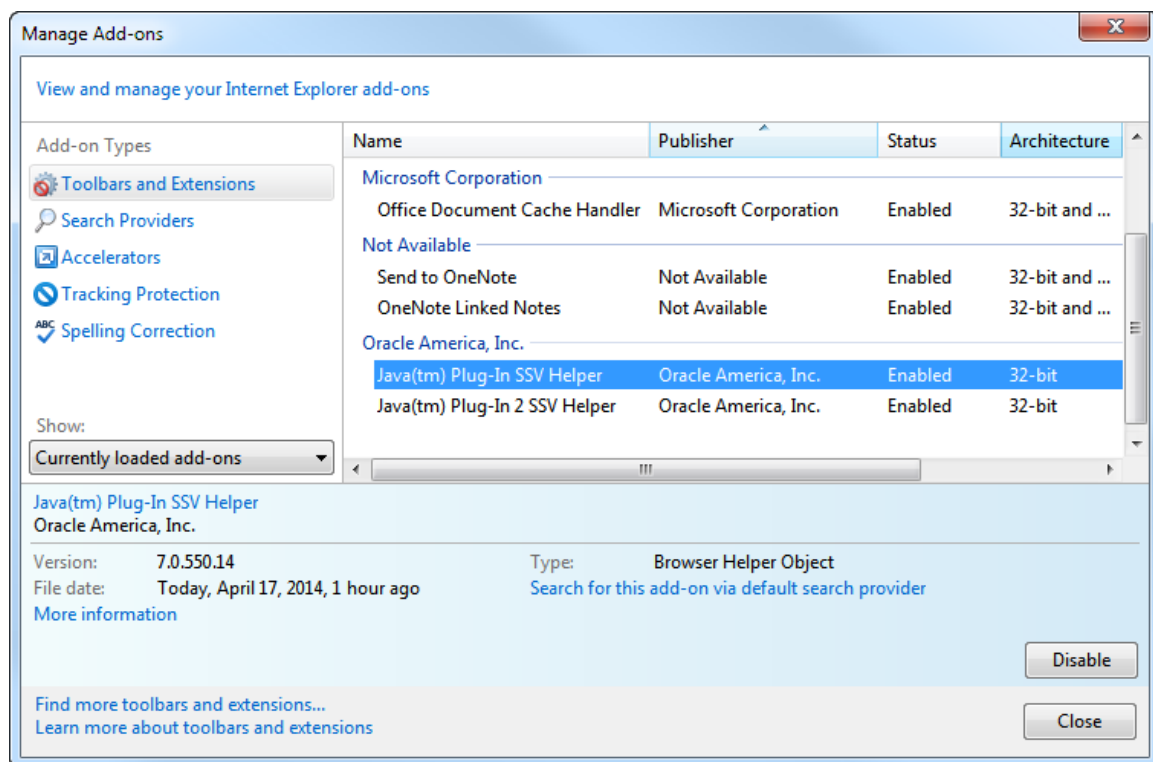 Manage Add-ons
View and manage your Internet Explorer add-ons
Add-on Types
Toolbars and Extensions
Search Providers
Accelerators
Tracking Protection
ABC Spelling Correction
Show:
Currently loaded add-ons
Name Publisher Status Architecture
Microsoft Corporation
Office Document Cache Handler Microsoft Corporation Enabled 32-bit and ...
Not Available
Send to OneNote Not Available Enabled 32-bit and ...
OneNote Linked Notes Not Available Enabled 32-bit and ...
Oracle America, Inc.
Java(tm) Plug-In SSV Helper Oracle America, Inc. Enabled 32-bit
Java(tm) Plug-In 2 SSV Helper Oracle America, Inc. Enabled 32-bit
Java(tm) Plug-In SSV Helper
Oracle America, Inc.
Version: 7.0.550.14 Type: Browser Helper Object
File date: Today, April 17, 2014, 1 hour ago Search for this add-on via default search provider
More information
Disable
Find more toolbars and extensions...
Learn more about toolbars and extensions
Close